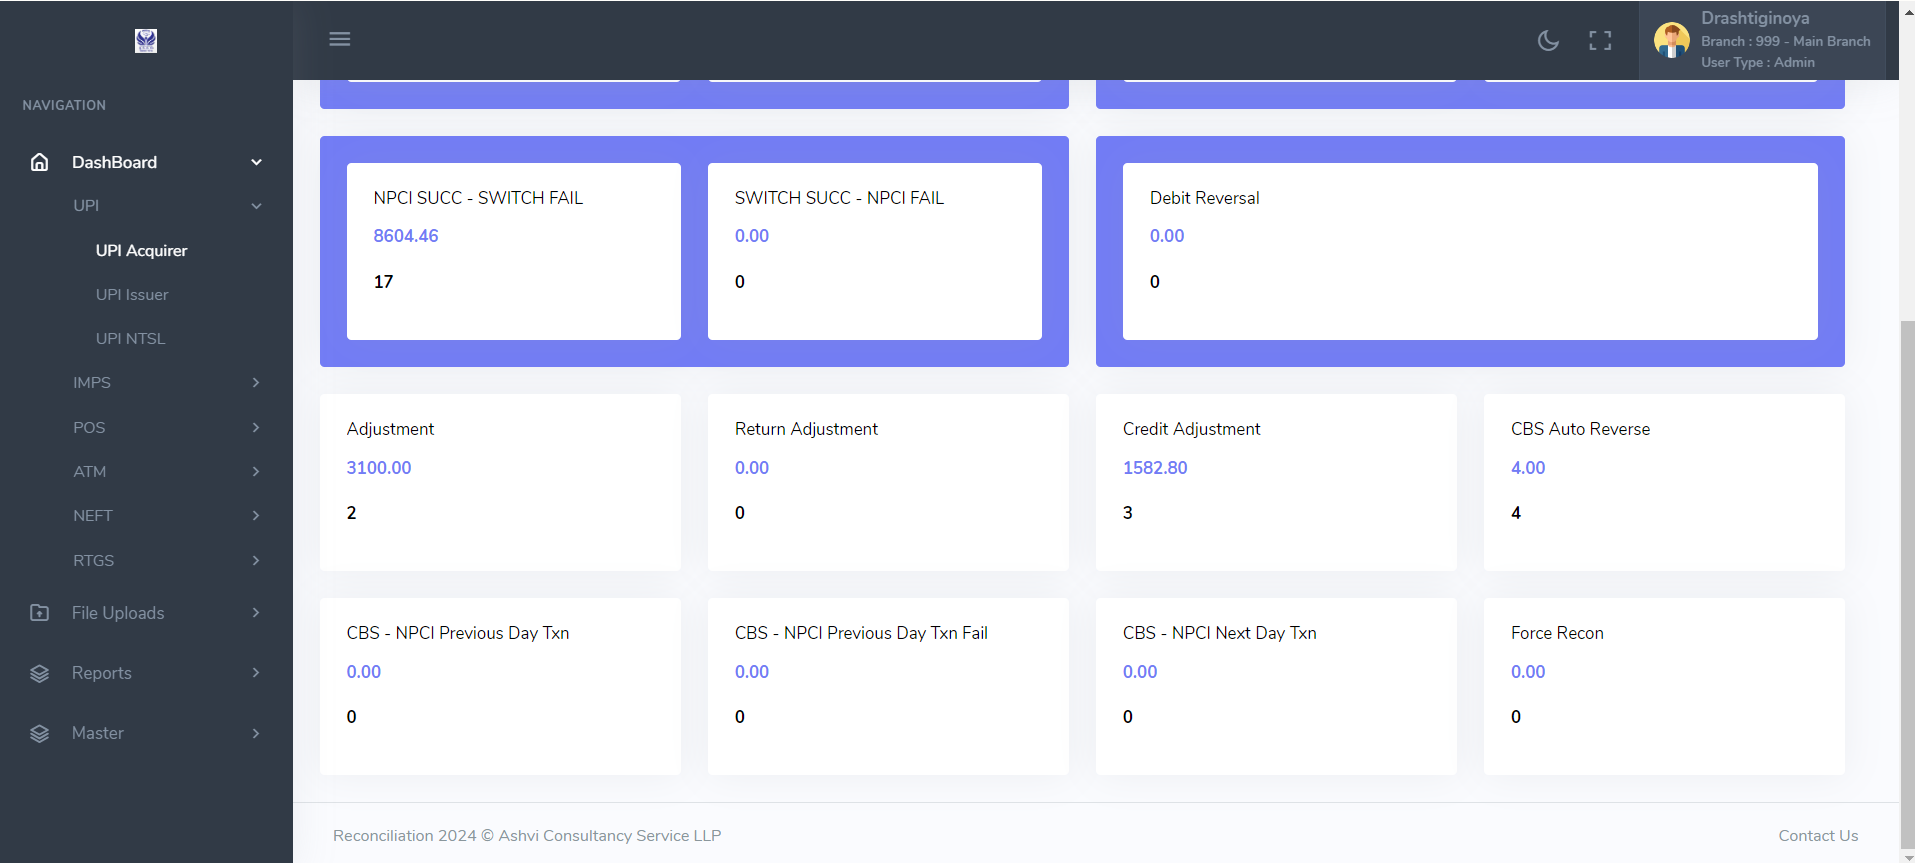 Drashtiginoya
Branch : 999 - Main Branch
User Type : Admin
NAVIGATION
DashBoard
UPI
UPI Acquirer
UPI Issuer
UPI NTSL
IMPS
POS
ATM
NEFT
RTGS
File Uploads
Reports
Master
NPCI SUCC - SWITCH FAIL
8604.46
17
SWITCH SUCC - NPCI FAIL
0.00
0
Debit Reversal
0.00
0
Adjustment
3100.00
2
Return Adjustment
0.00
0
Credit Adjustment
1582.80
3
CBS Auto Reverse
4.00
4
CBS - NPCI Previous Day Txn
0.00
0
CBS - NPCI Previous Day Txn Fail
0.00
0
CBS - NPCI Next Day Txn
0.00
0
Force Recon
0.00
0
Reconciliation 2024 © Ashvi Consultancy Service LLP
Contact Us